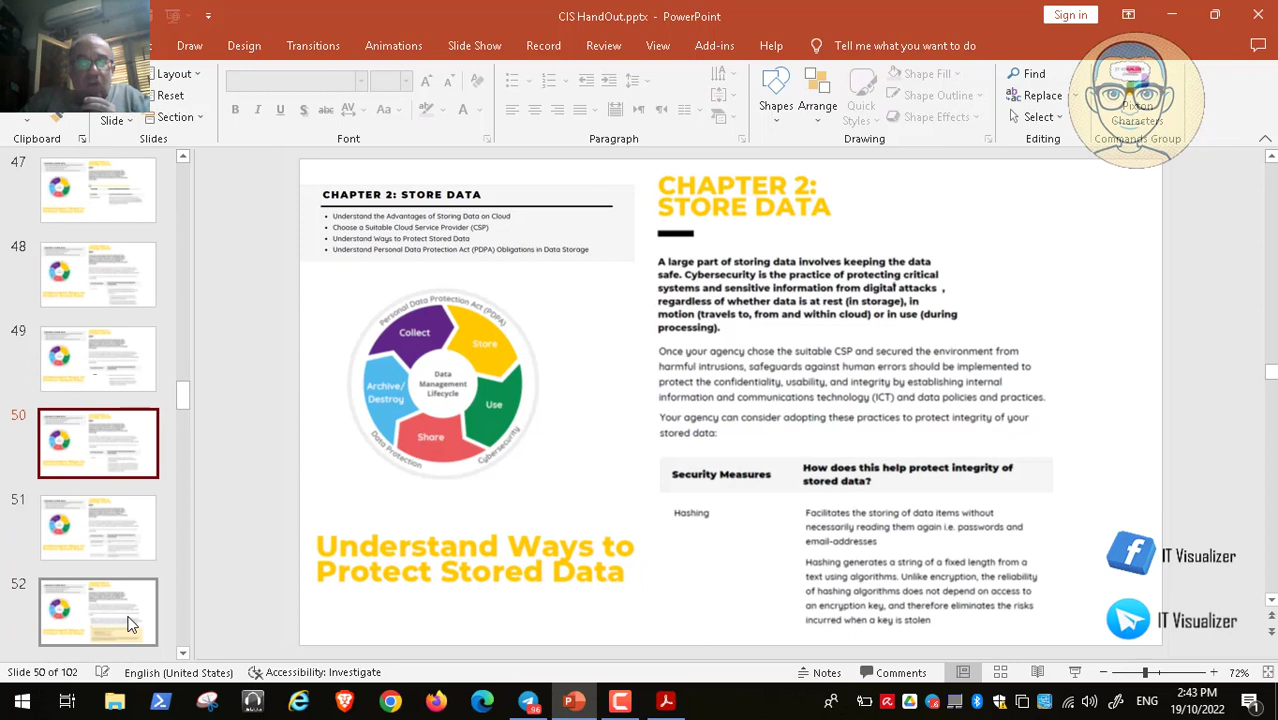 CIS HandOut.pptx - PowerPoint
Sign in
Draw
Design
Transitions
Animations
Slide Show
Record
Review
View
Add-ins
Help
Tell me what you want to do
Layout
Reset
Slide
Section
Shapes
Arrange
Quick
Styles
Shape Fill
Shape Outline
Shape Effects
Find
Replace
Select
Pixton
Characters
Clipboard
Slides
Font
Paragraph
Drawing
Editing
Commands Group
47
48
49
50
51
52
CHAPTER 2: STORE DATA
Understand the Advantages of Storing Data on Cloud
Choose a Suitable Cloud Service Provider (CSP)
Understand Ways to Protect Stored Data
Understand Personal Data Protection Act (PDPA) Obligations in Data Storage
Personal Data Protection Act (PDPA)
Collect
Store
Data
Management
Lifecycle
Archive/
Destroy
Use
Share
Data Protection
Cybersecurity
Understand Ways to
Protect Stored Data
CHAPTER 2:
STORE DATA
A large part of storing data involves keeping the data
safe. Cybersecurity is the practice of protecting critical
systems and sensitive information from digital attacks ,
regardless of whether data is at rest (in storage), in
motion (travels to, from and within cloud) or in use (during
processing).
Once your agency chose the suitable CSP and secured the environment from
harmful intrusions, safeguards against human errors should be implemented to
protect the confidentiality, usability, and integrity by establishing internal
information and communications technology (ICT) and data policies and practices.
Your agency can consider adopting these practices to protect integrity of your
stored data:
Security Measures
How does this help protect integrity of
stored data?
Hashing
Facilitates the storing of data items without
necessarily reading them again i.e. passwords and
email-addresses
Hashing generates a string of a fixed length from a
text using algorithms. Unlike encryption, the reliability
of hashing algorithms does not depend on access to
an encryption key, and therefore eliminates the risks
incurred when a key is stolen
IT Visualizer
IT Visualizer
Slide 50 of 102
English (United States)
Accessibility: Investigate
Notes
Comments
72%
96
ENG
2:43 PM
19/10/2022